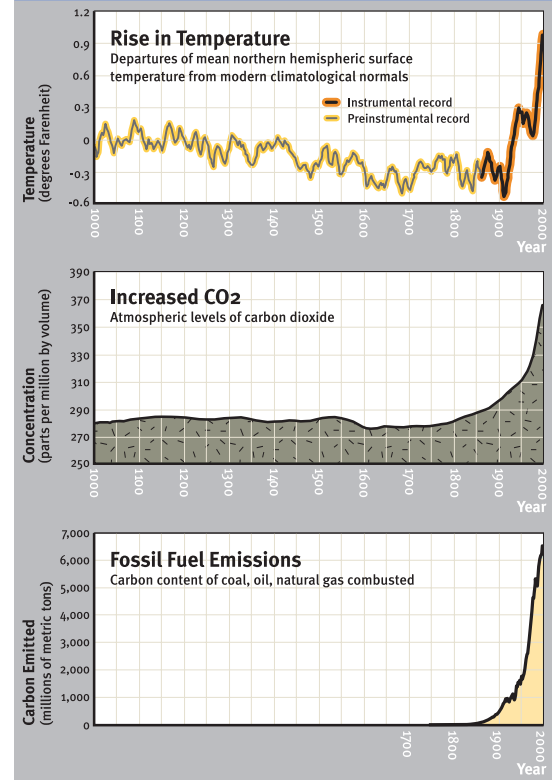 1.2
0.9
0.6
0.3
0
-0.3
-0.6
Temperature
(degrees Farenheit)
Rise in Temperature
Departures of mean northern hemispheric surface
temperature from modern climatological normals
Instrumental record
Preinstrumental record
1000
1100
1200
1300
1400
1500
1600
1700
1800
1900
2000
Year
390
370
350
330
310
290
270
250
Concentration
(parts per million by volume)
Increased CO2
Atmospheric levels of carbon dioxide
1000
1100
1200
1300
1400
1500
1600
1700
1800
1900
2000
Year
7,000
6,000
5,000
4,000
3,000
2,000
1,000
0
Carbon Emitted
(millions of metric tons)
Fossil Fuel Emissions
Carbon content of coal, oil, natural gas combusted
1700
1800
1900
2000
Year